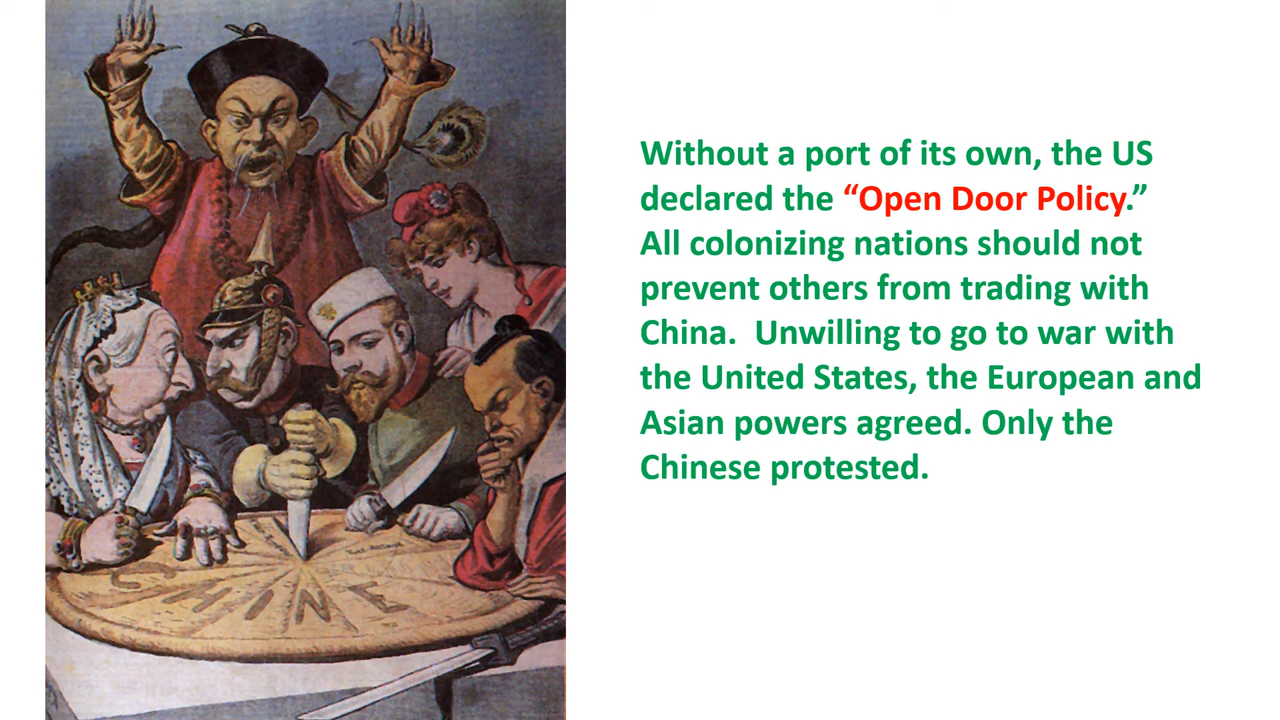 Without a port of its own, the US
declared the “Open Door Policy.”
All colonizing nations should not
prevent others from trading with
China.  Unwilling to go to war with
the United States, the European and
Asian powers agreed. Only the
Chinese protested.
CHINE